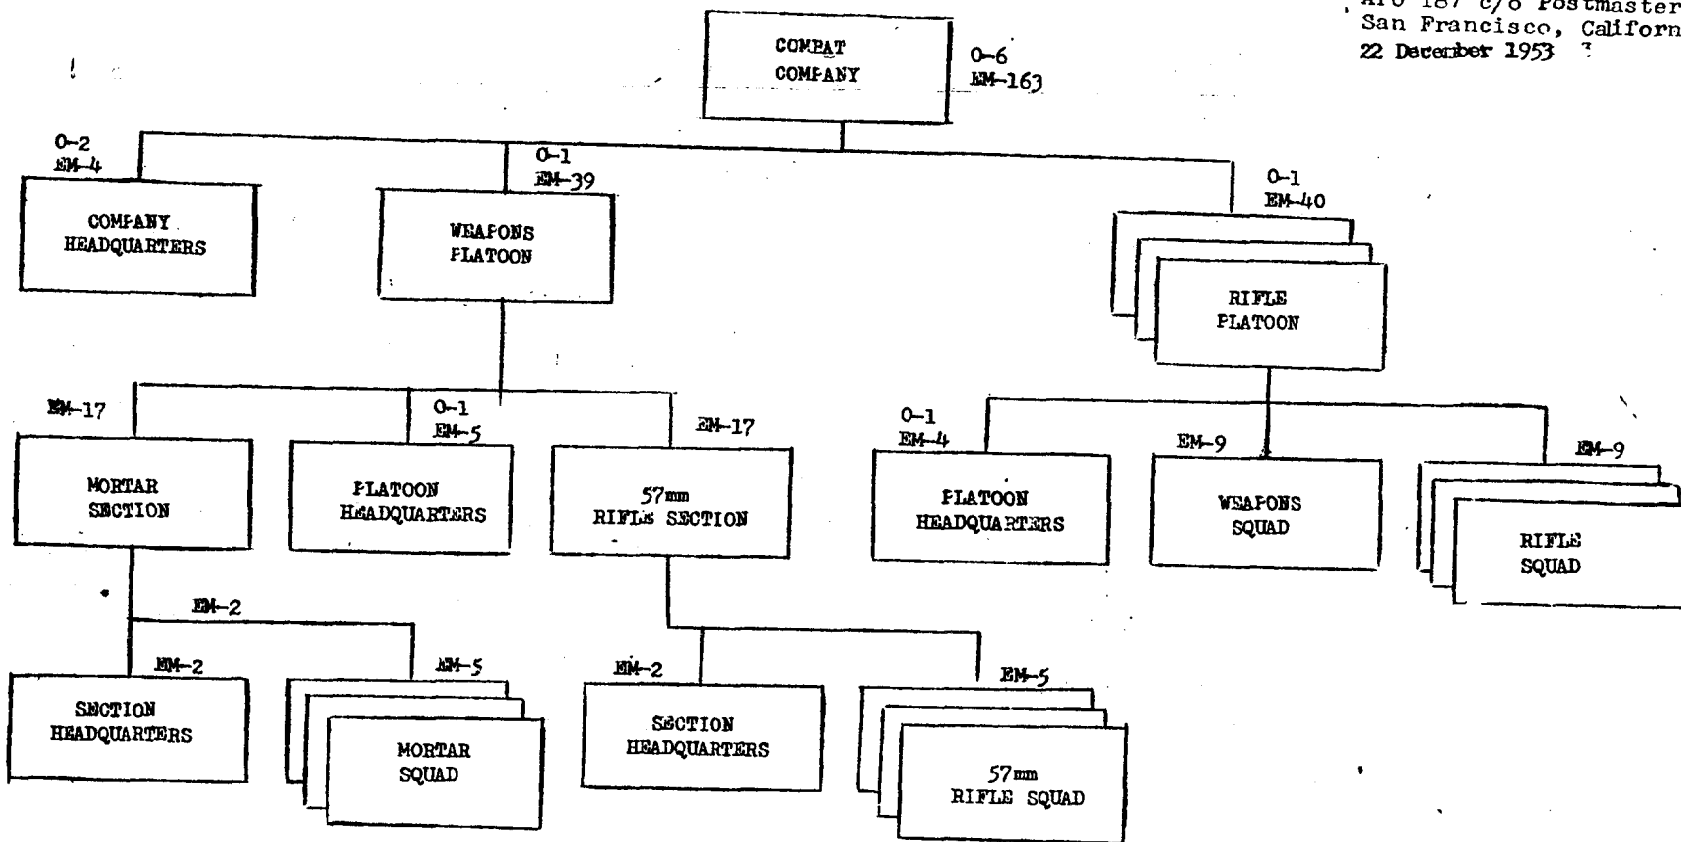 APO 187 c/o Postmaster
San Francisco, Californ
22 December 1953
COMBAT
COMPANY
O-6
EM-163
O-2
EM-4
COMPANY
HEADQUARTERS
O-1
EM-39
WEAPONS
PLATOON
O-1
EM-40
RIFLE
PLATOON
EM-17
MORTAR
SECTION
O-1
EM-5
PLATOON
HEADQUARTERS
EM-17
57mm
RIFLE SECTION
O-1
EM-4
PLATOON
HEADQUARTERS
EM-9
WEAPONS
SQUAD
EM-9
RIFLE
SQUAD
EM-2
EM-2
SECTION
HEADQUARTERS
EM-5
MORTAR
SQUAD
EM-2
SECTION
HEADQUARTERS
EM-5
57mm
RIFLE SQUAD